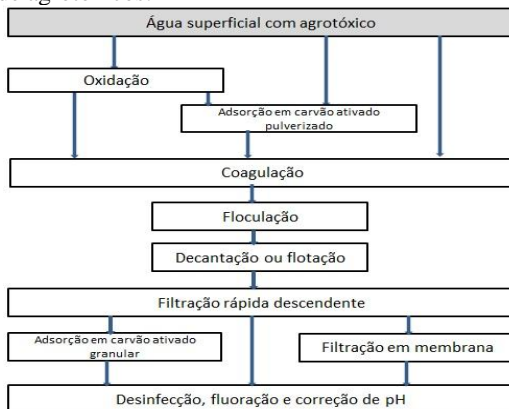 Água superficial com agrotóxico
Oxidação
Adsorção em carvão ativado
pulverizado
Coagulação
Floculação
Decantação ou flotação
Filtração rápida descendente
Adsorção em carvão ativado
granular
Filtração em membrana
Desinfecção, fluoração e correção de pH